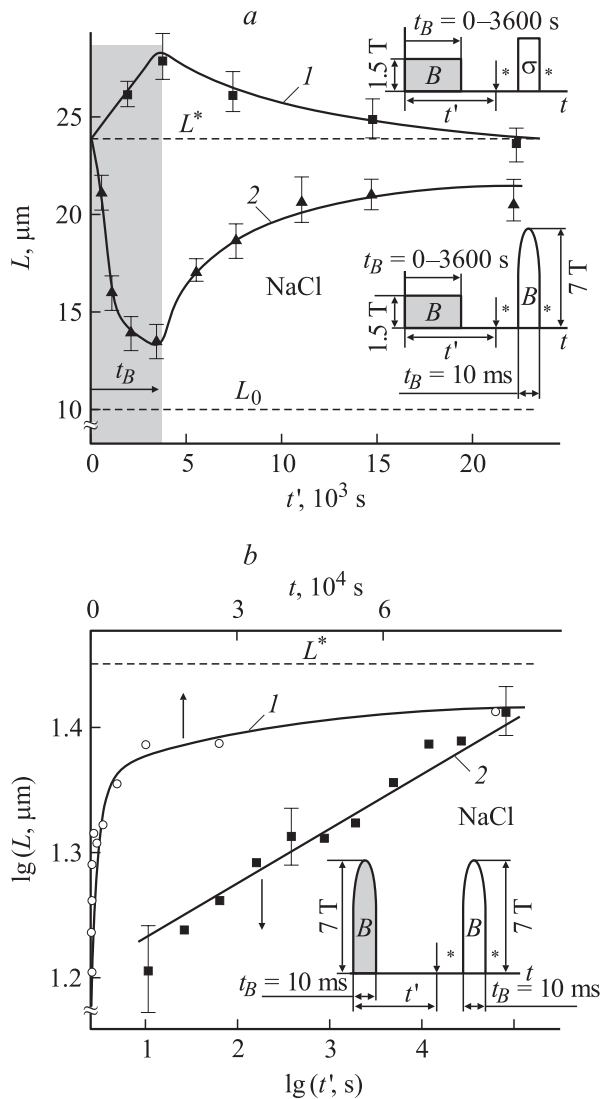 a
t_B = 0–3600 s
1.5 T
B
*
σ
*
t'
t
1
L*
25
20
15
10
L, μm
2
NaCl
t_B = 0–3600 s
1.5 T
B
*
B
*
7 T
t'
t
t_B = 10 ms
t_B
L_0
0 5 10 15 20
t', 10^3 s
b
t, 10^4 s
0 3 6
L*
1
1.4
1.3
1.2
lg (L, μm)
2
NaCl
7 T
B
*
B
*
7 T
t
t_B = 10 ms
t'
t_B = 10 ms
1 2 3 4
lg (t', s)